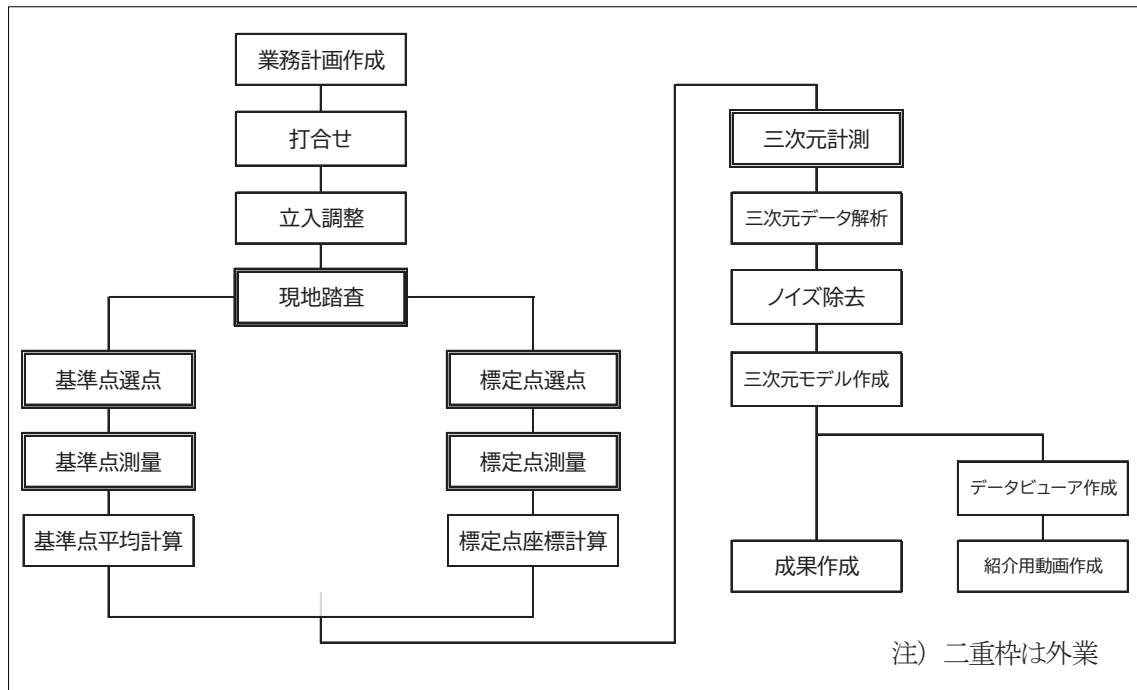 業務計画作成
打合せ
立入調整
現地踏査
基準点選点
基準点測量
基準点平均計算
標定点選点
標定点測量
標定点座標計算
三次元計測
三次元データ解析
ノイズ除去
三次元モデル作成
成果作成
データビューア作成
紹介用動画作成
注）二重枠は外業